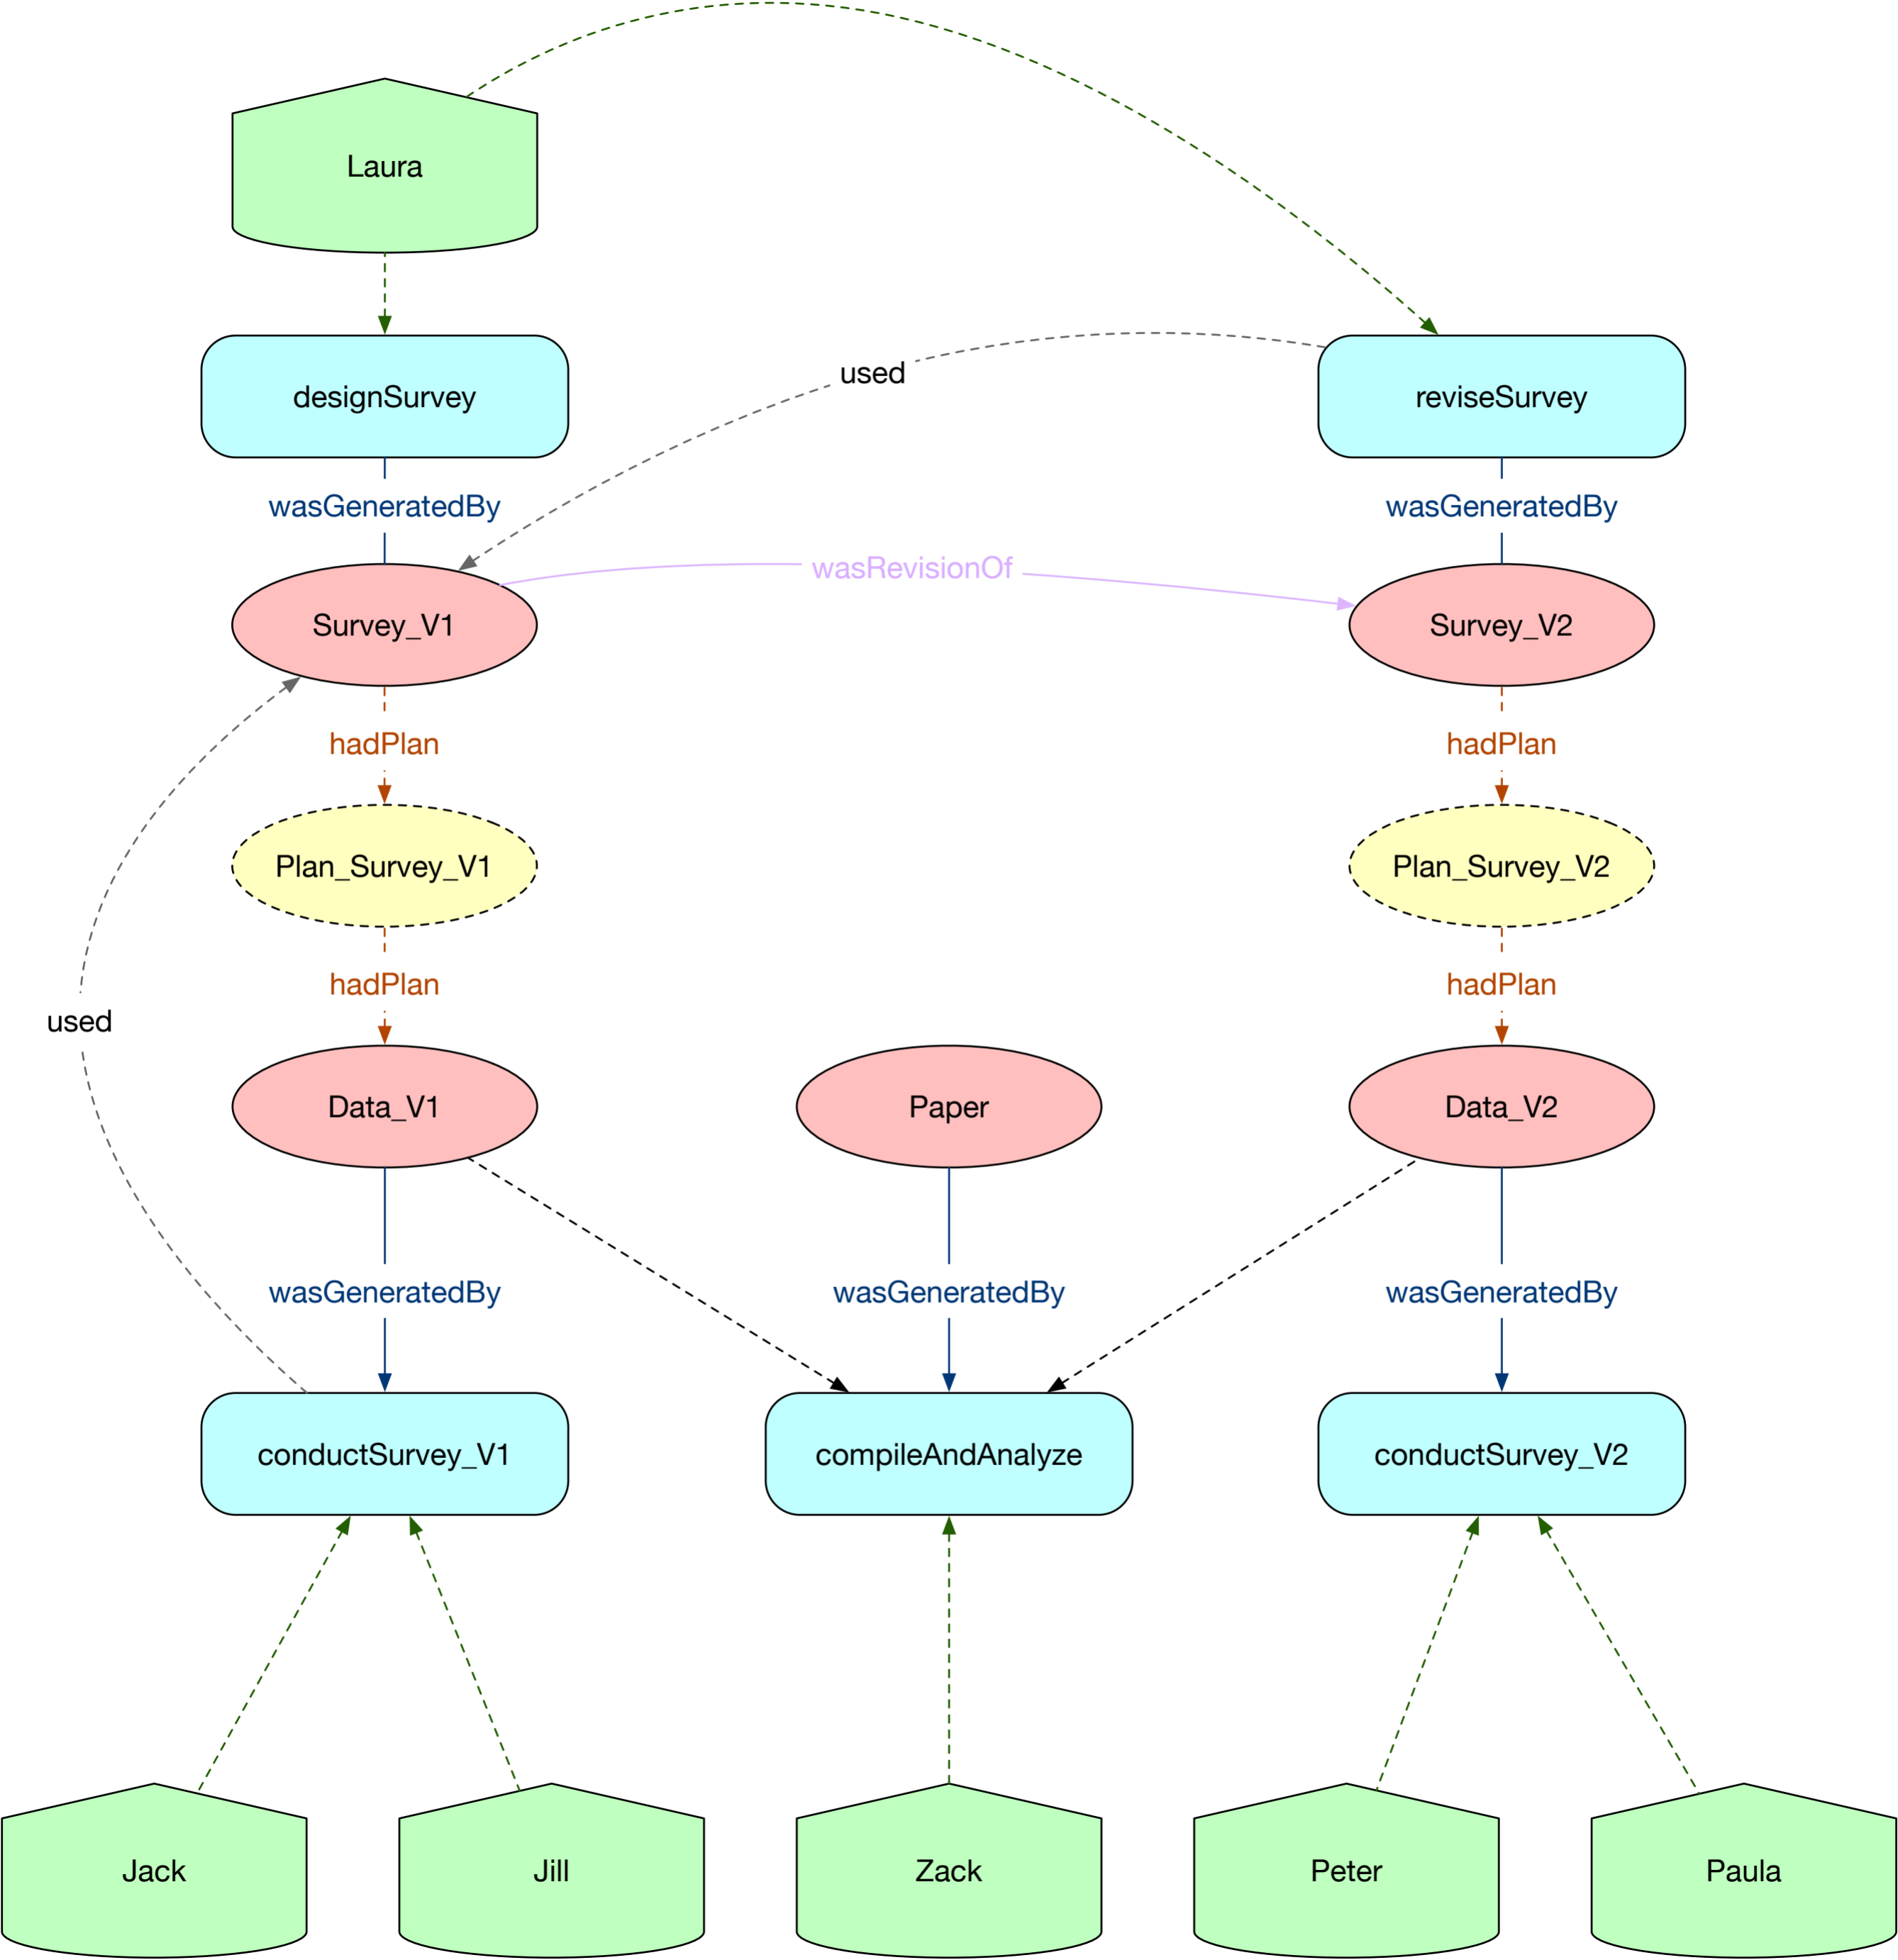 Laura
designSurvey
used
reviseSurvey
wasGeneratedBy
wasGeneratedBy
wasRevisionOf
Survey_V1
Survey_V2
hadPlan
hadPlan
Plan_Survey_V1
Plan_Survey_V2
hadPlan
hadPlan
used
Data_V1
Paper
Data_V2
wasGeneratedBy
wasGeneratedBy
wasGeneratedBy
conductSurvey_V1
compileAndAnalyze
conductSurvey_V2
Jack
Jill
Zack
Peter
Paula